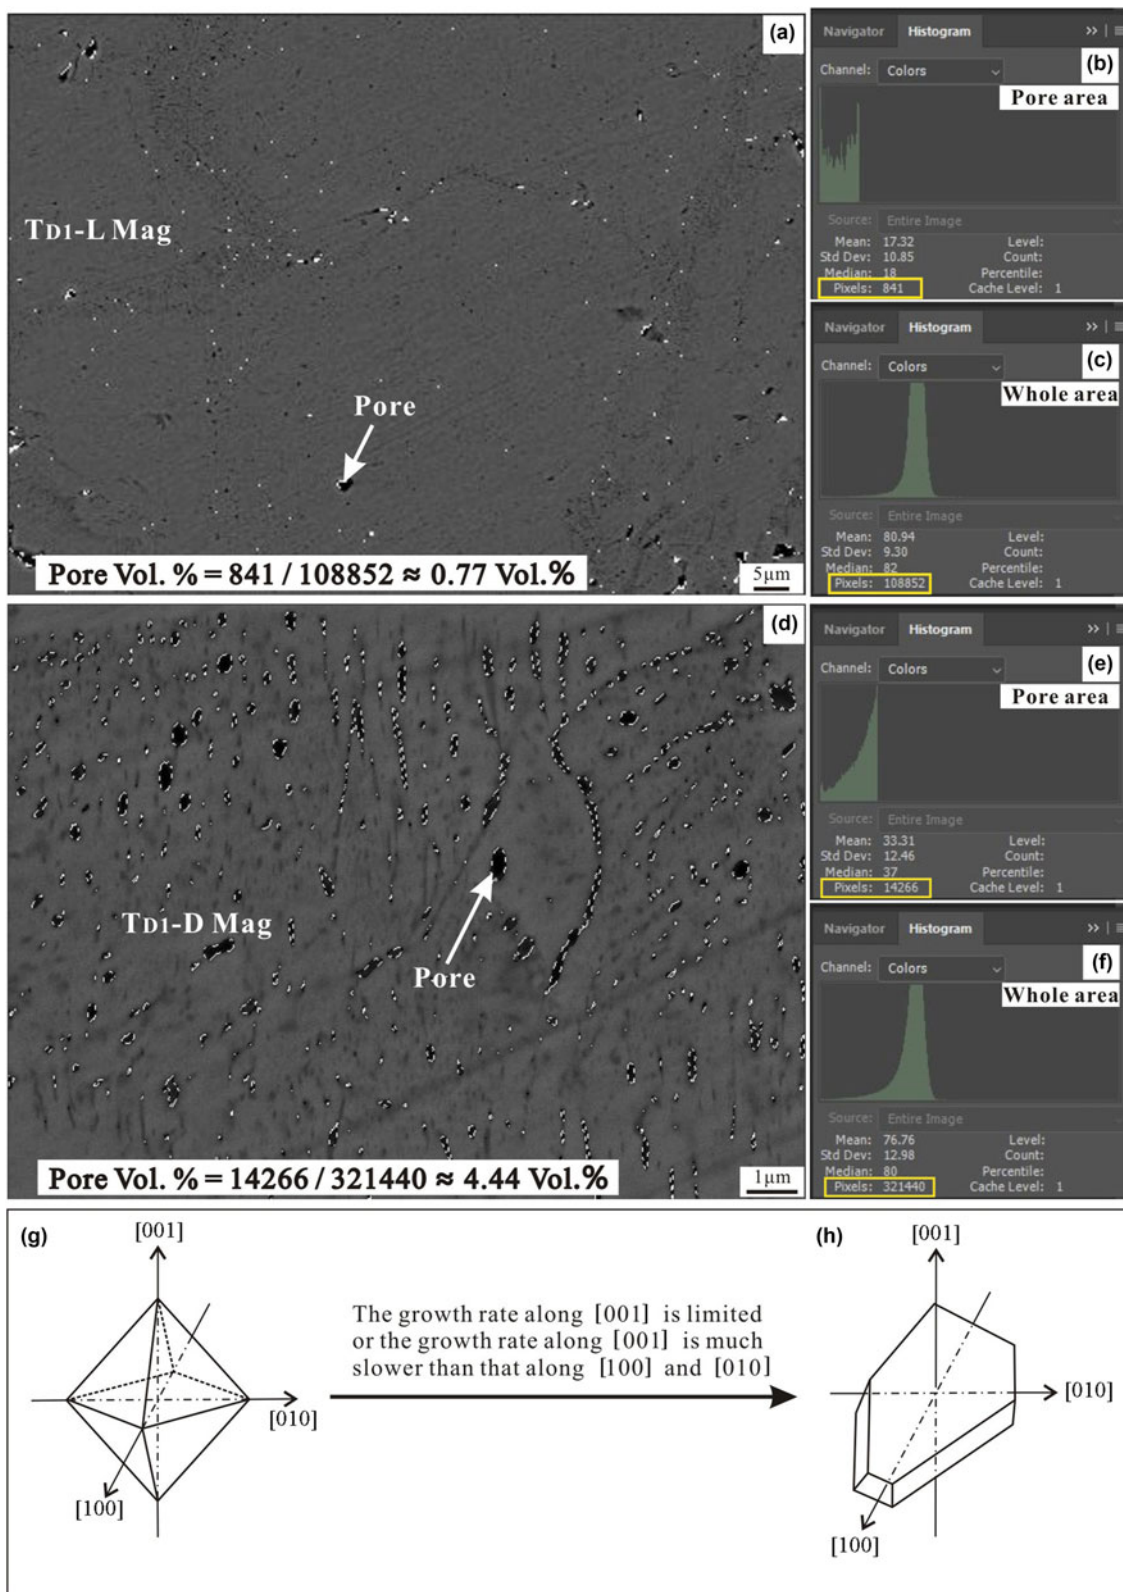 (a)
TD1-L Mag
Pore
Pore Vol. % = 841 / 108852 ≈ 0.77 Vol.%
5μm
Navigator Histogram
(b)
Channel: Colors
Pore area
Source: Entire Image
Mean: 17.32 Level:
Std Dev: 10.85 Count:
Median: 18 Percentile:
Pixels: 841 Cache Level: 1
Navigator Histogram
(c)
Channel: Colors
Whole area
Source: Entire Image
Mean: 80.94 Level:
Std Dev: 9.30 Count:
Median: 82 Percentile:
Pixels: 108852 Cache Level: 1
(d)
TD1-D Mag
Pore
Pore Vol. % = 14266 / 321440 ≈ 4.44 Vol.%
1μm
Navigator Histogram
(e)
Channel: Colors
Pore area
Source: Entire Image
Mean: 33.31 Level:
Std Dev: 12.46 Count:
Median: 37 Percentile:
Pixels: 14266 Cache Level: 1
Navigator Histogram
(f)
Channel: Colors
Whole area
Source: Entire Image
Mean: 76.76 Level:
Std Dev: 12.98 Count:
Median: 80 Percentile:
Pixels: 321440 Cache Level: 1
(g)
[001]
[010]
[100]
The growth rate along [001] is limited
or the growth rate along [001] is much
slower than that along [100] and [010]
(h)
[001]
[010]
[100]